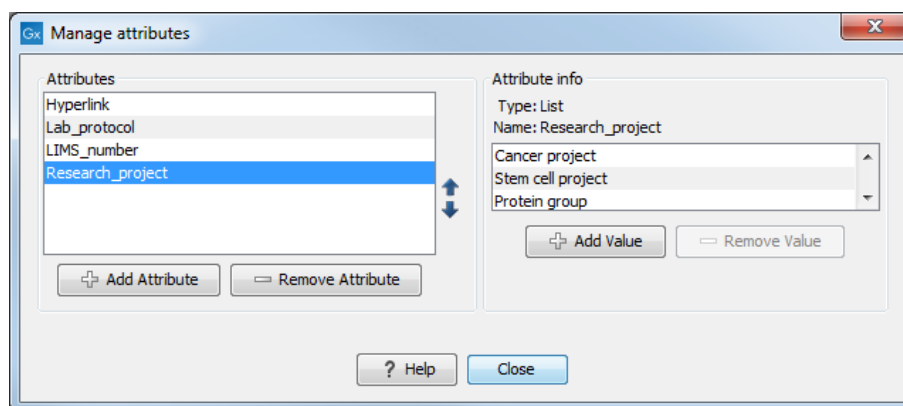 Gx Manage attributes
X
Attributes
Hyperlink
Lab_protocol
LIMS_number
Research_project
Add Attribute
Remove Attribute
Attribute info
Type: List
Name: Research_project
Cancer project
Stem cell project
Protein group
Add Value
Remove Value
? Help
Close